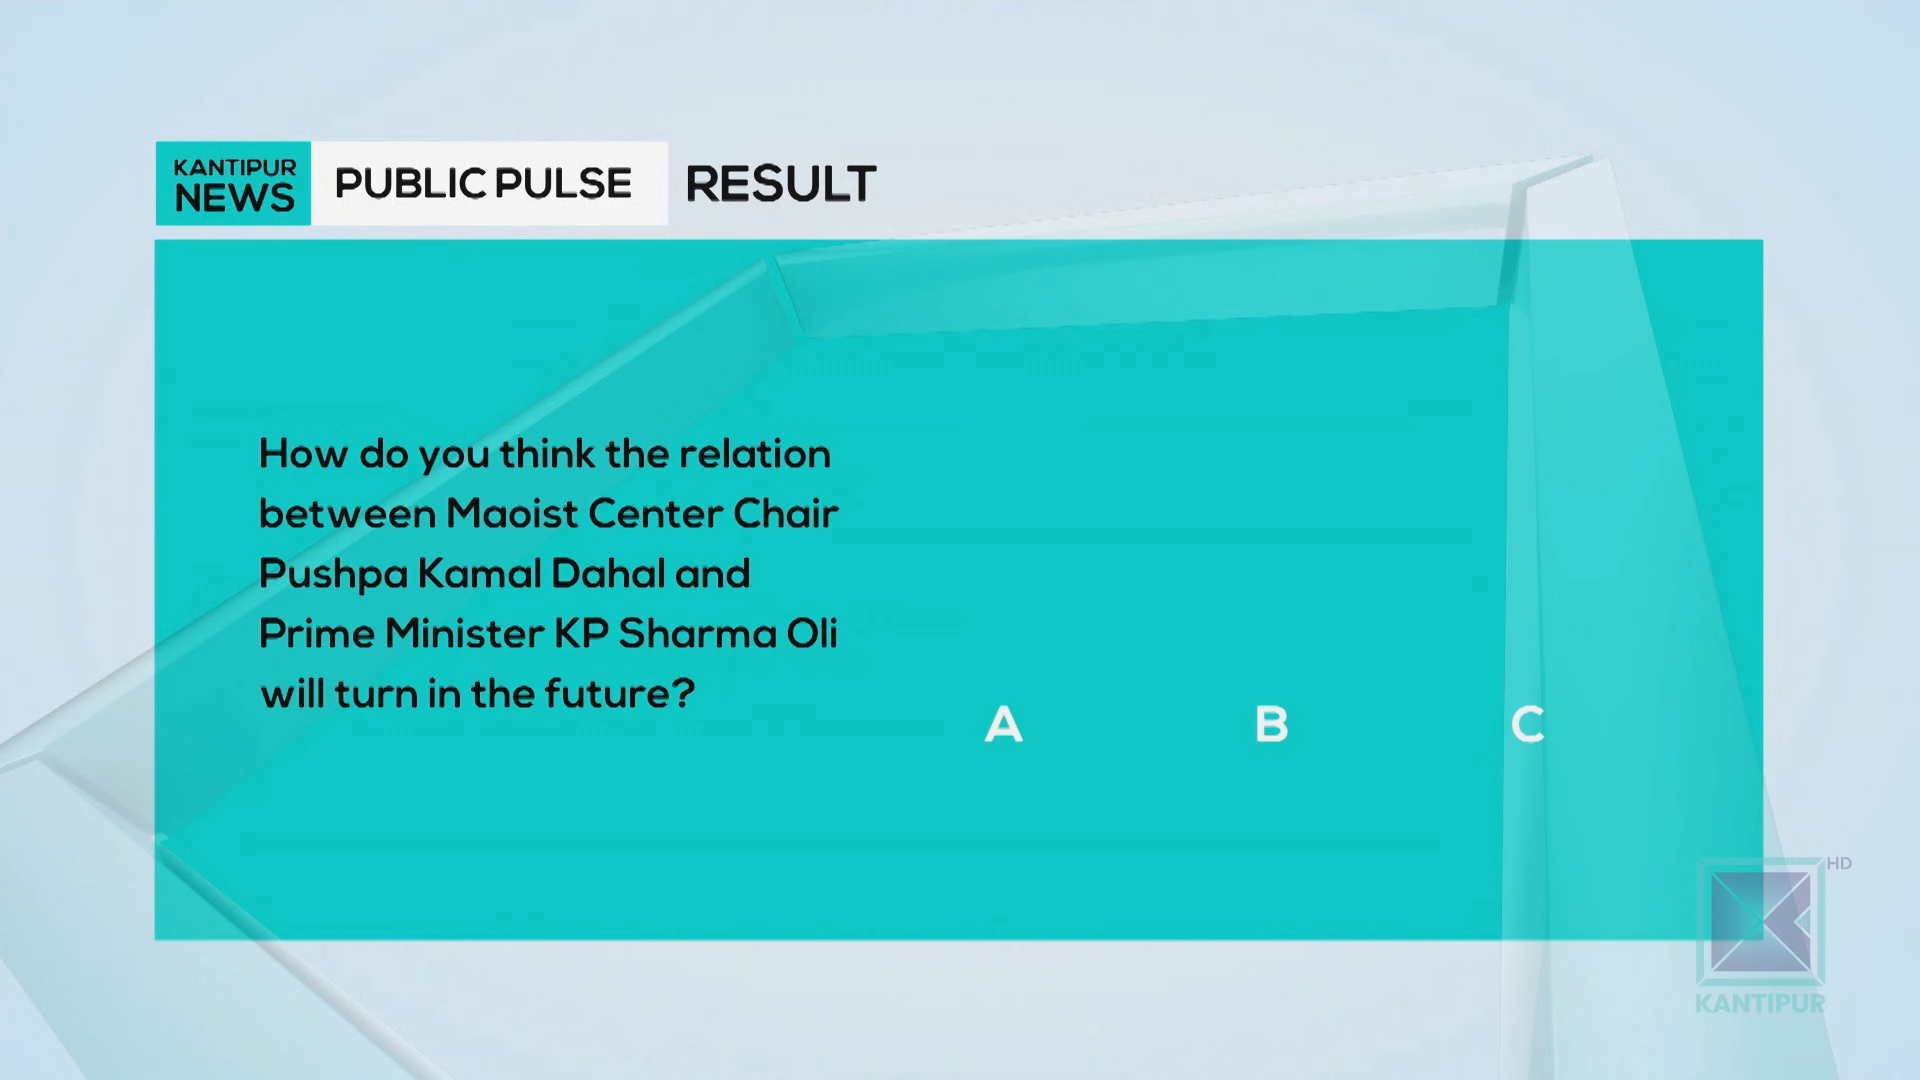 KANTIPUR
NEWS
PUBLIC PULSE
RESULT
How do you think the relation
between Maoist Center Chair
Pushpa Kamal Dahal and
Prime Minister KP Sharma Oli
will turn in the future?
A B C
HD
KANTIPUR